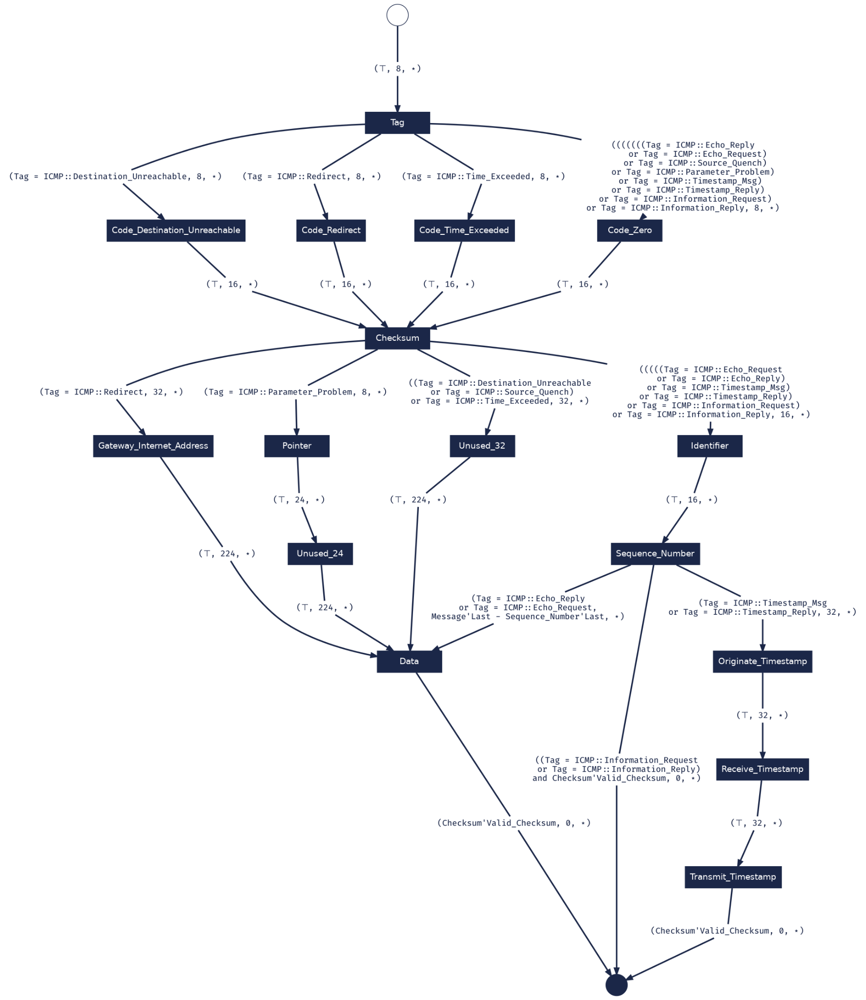 (⊤, 8, ⋆)
Tag
(Tag = ICMP::Destination_Unreachable, 8, ⋆)
(Tag = ICMP::Redirect, 8, ⋆)
(Tag = ICMP::Time_Exceeded, 8, ⋆)
(((((((Tag = ICMP::Echo_Reply
or Tag = ICMP::Echo_Request)
or Tag = ICMP::Source_Quench)
or Tag = ICMP::Parameter_Problem)
or Tag = ICMP::Timestamp_Msg)
or Tag = ICMP::Timestamp_Reply)
or Tag = ICMP::Information_Request)
or Tag = ICMP::Information_Reply, 8, ⋆)
Code_Destination_Unreachable
Code_Redirect
Code_Time_Exceeded
Code_Zero
(⊤, 16, ⋆)
(⊤, 16, ⋆)
(⊤, 16, ⋆)
(⊤, 16, ⋆)
Checksum
(Tag = ICMP::Redirect, 32, ⋆)
(Tag = ICMP::Parameter_Problem, 8, ⋆)
((Tag = ICMP::Destination_Unreachable
or Tag = ICMP::Source_Quench)
or Tag = ICMP::Time_Exceeded, 32, ⋆)
(((((Tag = ICMP::Echo_Request
or Tag = ICMP::Echo_Reply)
or Tag = ICMP::Timestamp_Msg)
or Tag = ICMP::Timestamp_Reply)
or Tag = ICMP::Information_Request)
or Tag = ICMP::Information_Reply, 16, ⋆)
Gateway_Internet_Address
Pointer
Unused_32
Identifier
(⊤, 24, ⋆)
(⊤, 224, ⋆)
(⊤, 16, ⋆)
(⊤, 224, ⋆)
Unused_24
Sequence_Number
(⊤, 224, ⋆)
(Tag = ICMP::Echo_Reply
or Tag = ICMP::Echo_Request,
Message'Last - Sequence_Number'Last, ⋆)
(Tag = ICMP::Timestamp_Msg
or Tag = ICMP::Timestamp_Reply, 32, ⋆)
Data
Originate_Timestamp
(⊤, 32, ⋆)
((Tag = ICMP::Information_Request
or Tag = ICMP::Information_Reply)
and Checksum'Valid_Checksum, 0, ⋆)
Receive_Timestamp
(Checksum'Valid_Checksum, 0, ⋆)
(⊤, 32, ⋆)
Transmit_Timestamp
(Checksum'Valid_Checksum, 0, ⋆)